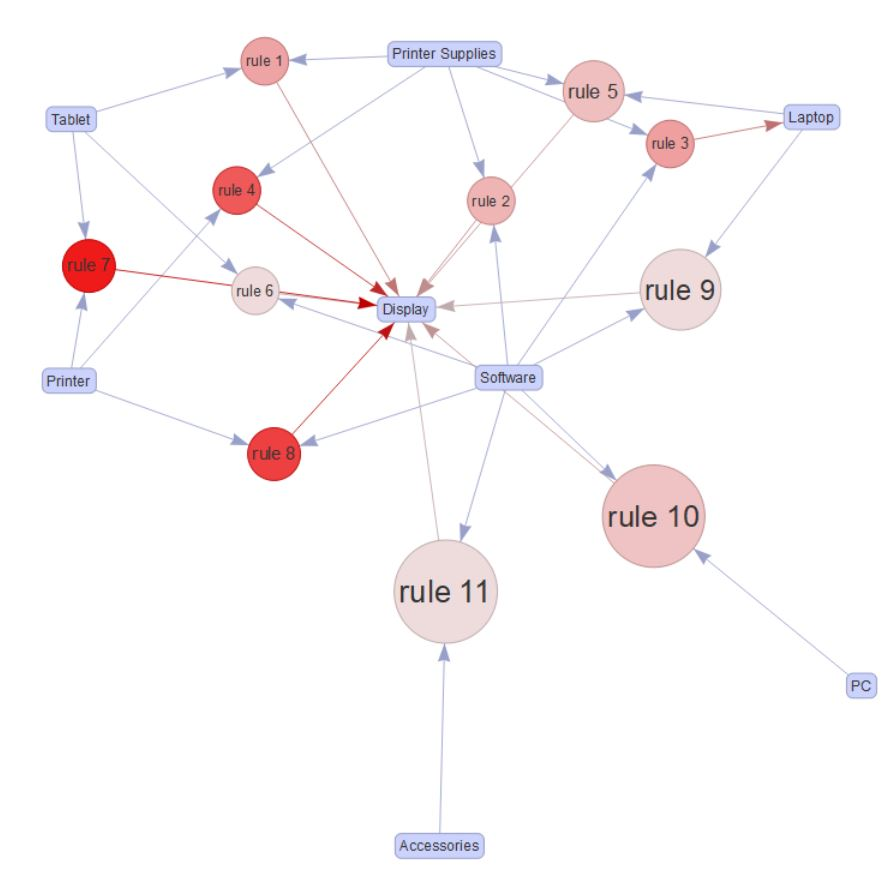 Printer Supplies
rule 1
rule 5
Tablet
Laptop
rule 3
rule 4
rule 2
rule 7
rule 6
rule 9
Display
Printer
Software
rule 8
rule 10
rule 11
PC
Accessories